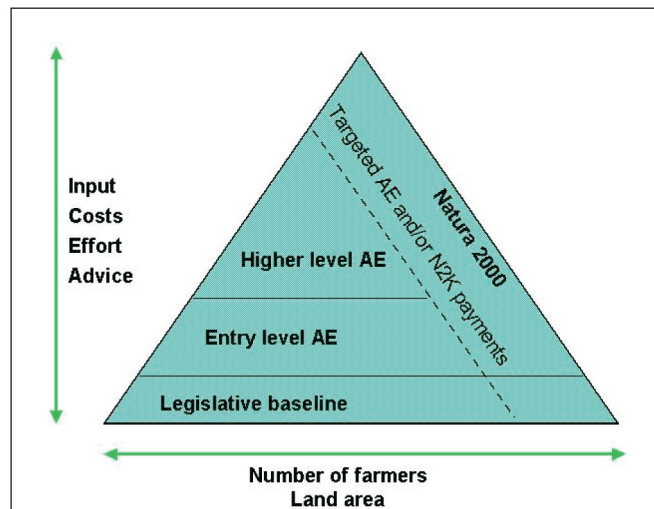 Input
Costs
Effort
Advice
Targeted AE and/or N2K payments
Natura 2000
Higher level AE
Entry level AE
Legislative baseline
Number of farmers
Land area